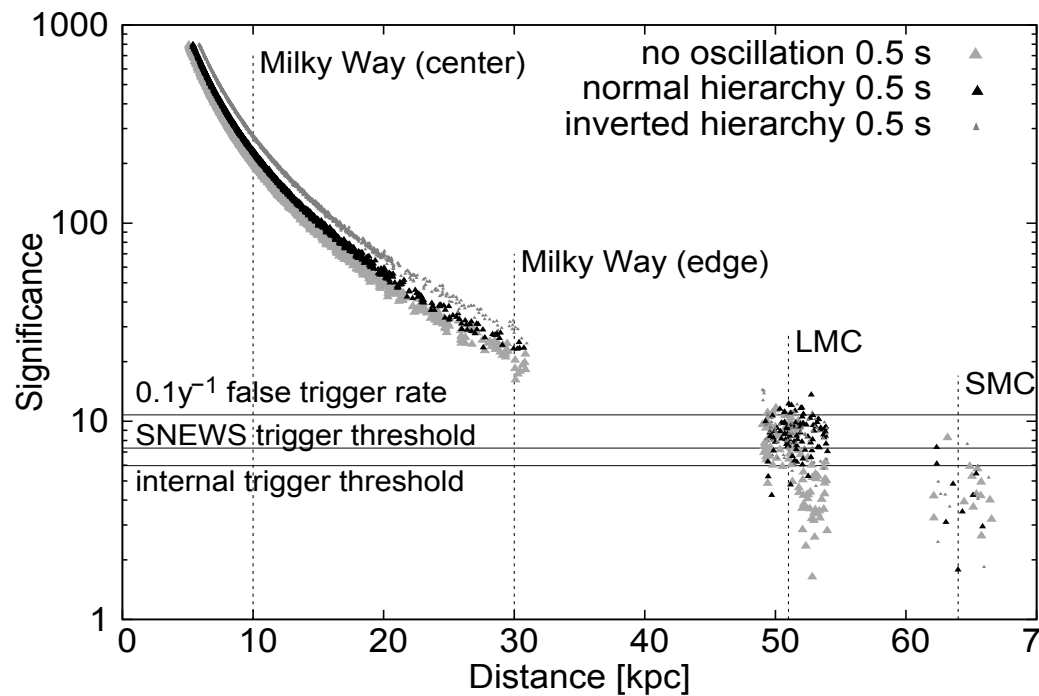 1000
100
10
1
Significance
Milky Way (center)
no oscillation 0.5 s
normal hierarchy 0.5 s
inverted hierarchy 0.5 s
Milky Way (edge)
LMC
SMC
0.1y⁻¹ false trigger rate
SNEWS trigger threshold
internal trigger threshold
0 10 20 30 40 50 60 7
Distance [kpc]